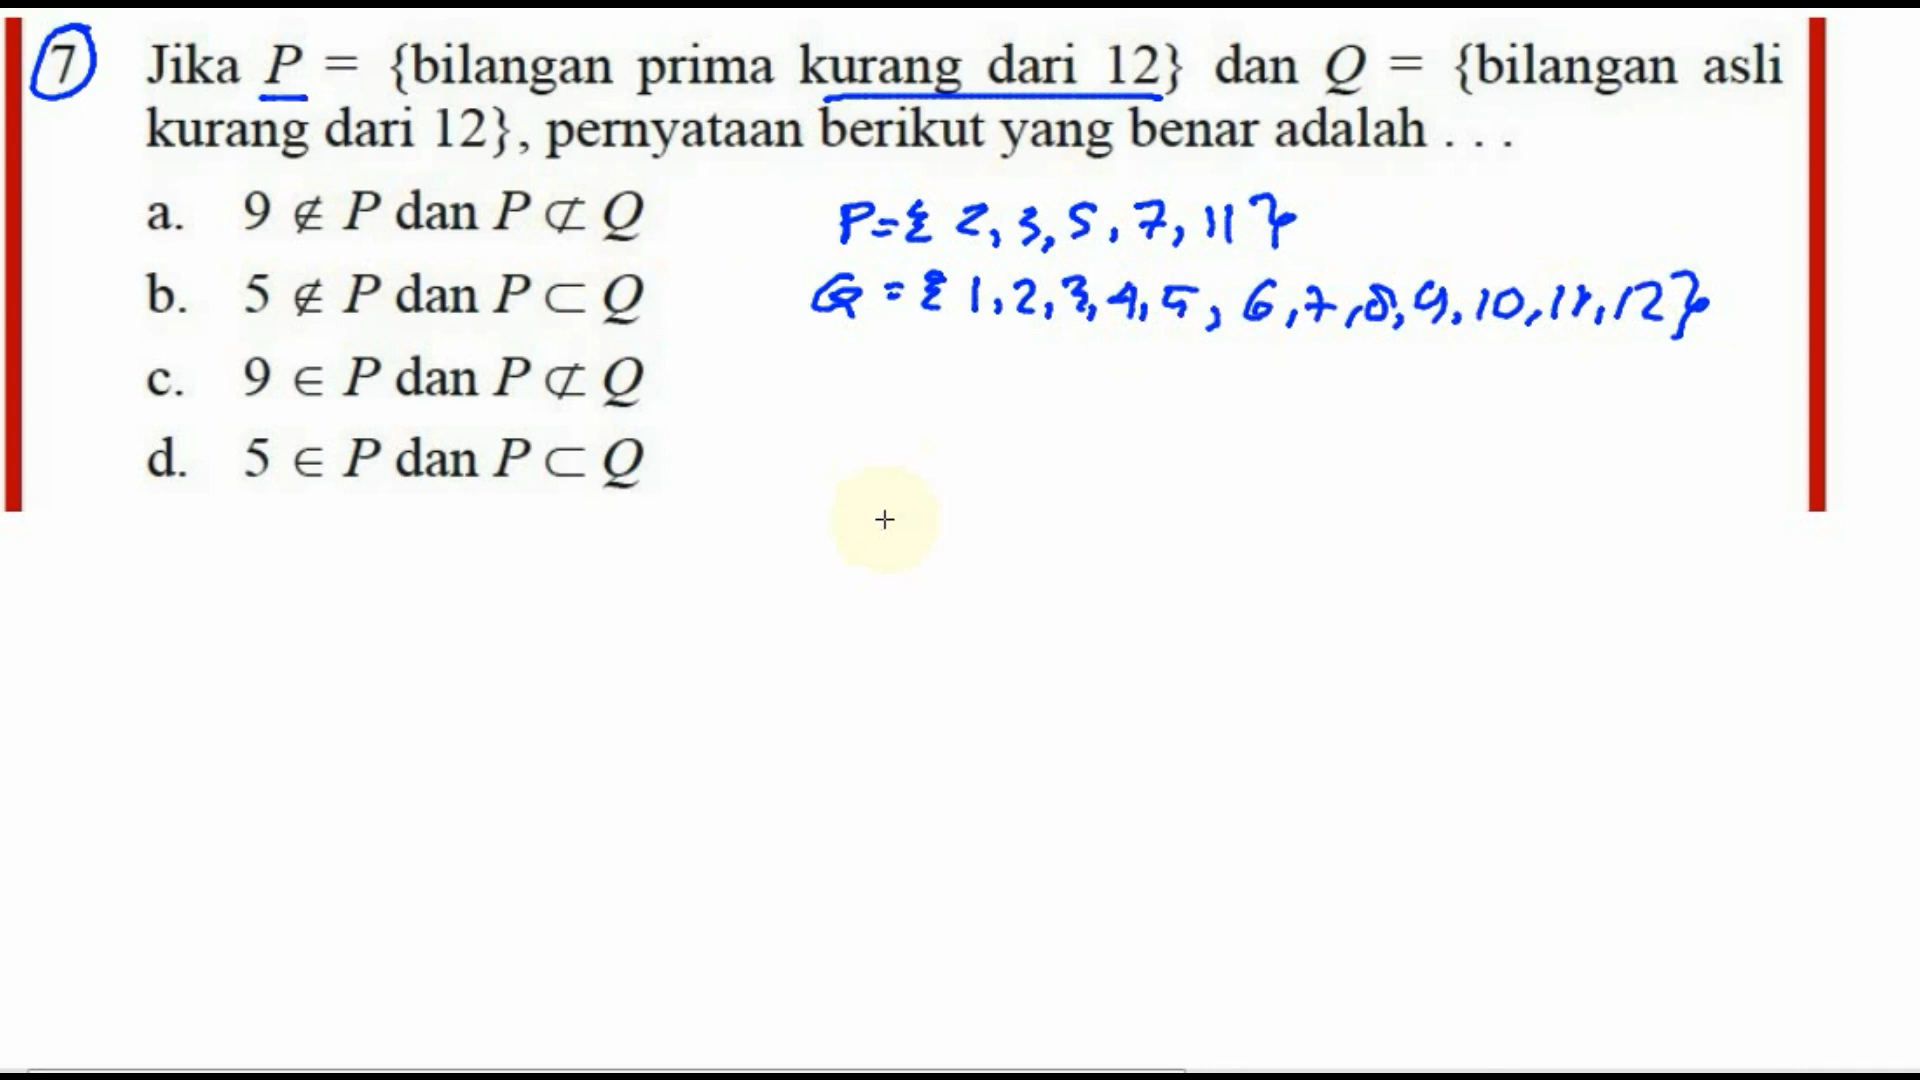 7 Jika P = {bilangan prima kurang dari 12} dan Q = {bilangan asli
kurang dari 12}, pernyataan berikut yang benar adalah . . .
a. 9 ∉ P dan P ⊄ Q
P = { 2, 3, 5, 7, 11 }
b. 5 ∉ P dan P ⊂ Q
Q = { 1, 2, 3, 4, 5, 6, 7, 8, 9, 10, 11, 12 }
c. 9 ∈ P dan P ⊄ Q
d. 5 ∈ P dan P ⊂ Q